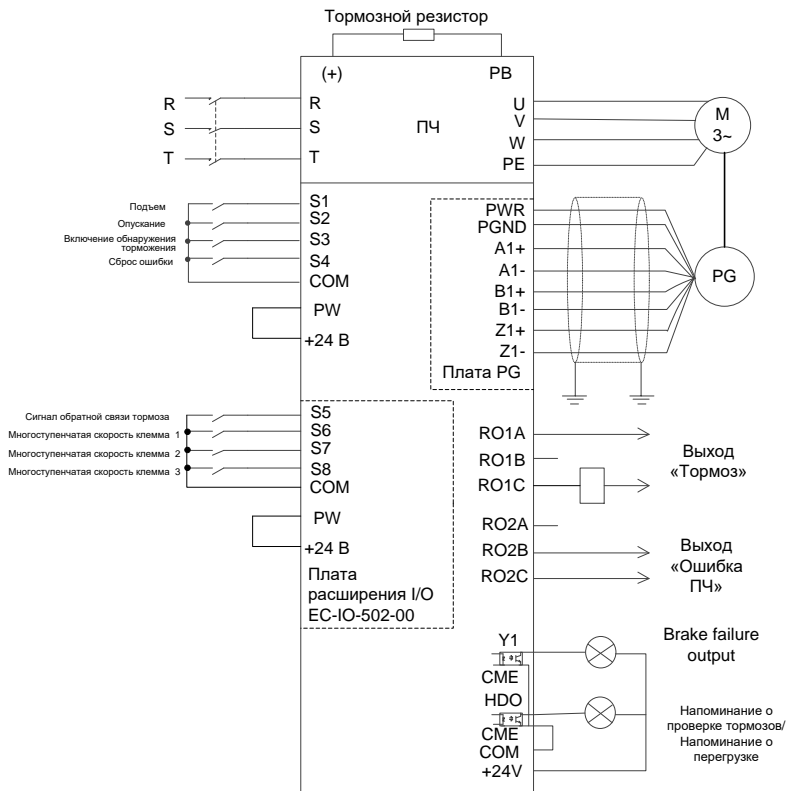 Тормозной резистор
(+)
PB
R
S
T
R
S
T
ПЧ
U
V
W
PE
M
3~
Подъем
Опускание
Включение обнаружения
торможения
Сброс ошибки
S1
S2
S3
S4
COM
PW
+24 В
PWR
PGND
A1+
A1-
B1+
B1-
Z1+
Z1-
Плата PG
PG
Сигнал обратной связи тормоза
Многоступенчатая скорость клемма 1
Многоступенчатая скорость клемма 2
Многоступенчатая скорость клемма 3
S5
S6
S7
S8
COM
PW
+24 В
Плата
расширения I/O
EC-IO-502-00
RO1A
RO1B
RO1C
Выход
«Тормоз»
RO2A
RO2B
RO2C
Выход
«Ошибка
ПЧ»
Y1
CME
HDO
CME
COM
+24V
Brake failure
output
Напоминание о
проверке тормозов/
Напоминание о
перегрузке